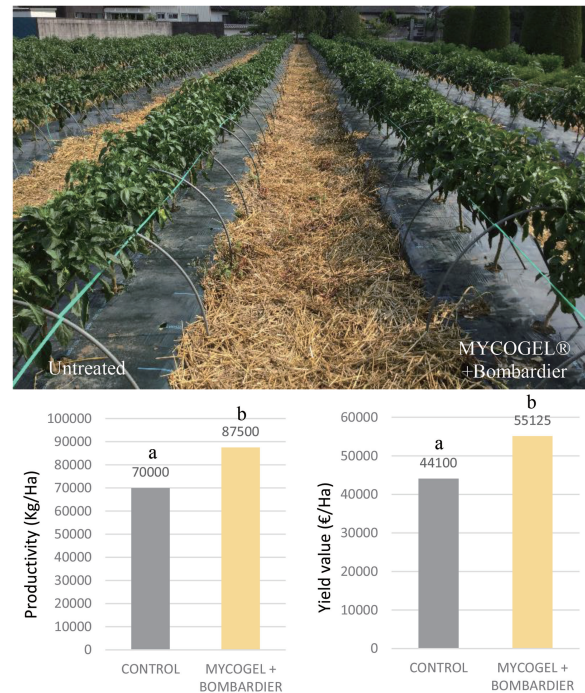 Untreated
MYCOGEL®
+Bombardier
Productivity (Kg/Ha)
100000
90000
80000
70000
60000
50000
40000
30000
20000
10000
0
a
70000
b
87500
CONTROL
MYCOGEL +
BOMBARDIER
Yield value (€/Ha)
60000
50000
40000
30000
20000
10000
0
a
44100
b
55125
CONTROL
MYCOGEL +
BOMBARDIER